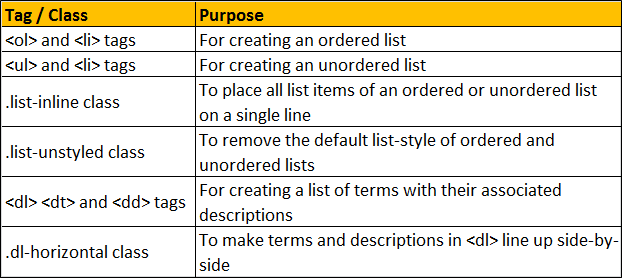 Tag / Class Purpose
<ol> and <li> tags For creating an ordered list
<ul> and <li> tags For creating an unordered list
.list-inline class To place all list items of an ordered or unordered list
on a single line
.list-unstyled class To remove the default list-style of ordered and
unordered lists
<dl> <dt> and <dd> tags For creating a list of terms with their associated
descriptions
.dl-horizontal class To make terms and descriptions in <dl> line up side-by-
side